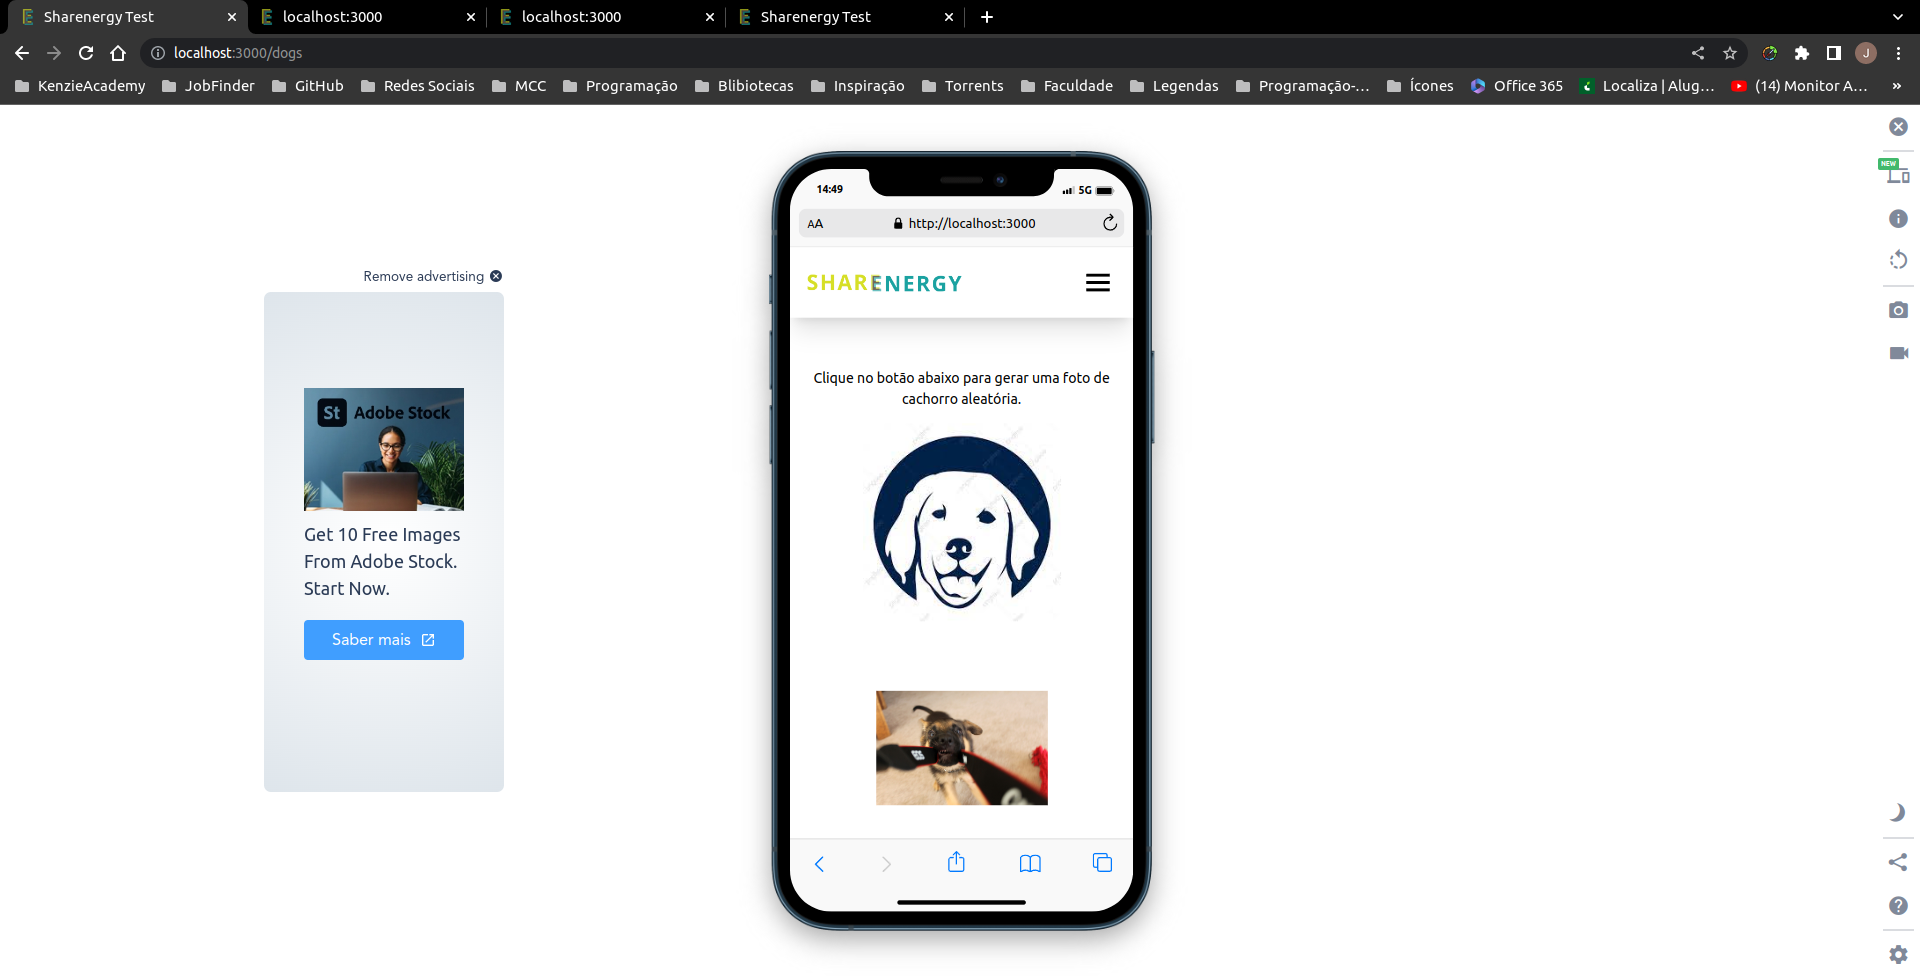 Sharenergy Test
localhost:3000
localhost:3000
Sharenergy Test
localhost:3000/dogs
J
KenzieAcademy
JobFinder
GitHub
Redes Sociais
MCC
Programação
Blibiotecas
Inspiração
Torrents
Faculdade
Legendas
Programação-...
Ícones
Office 365
Localiza | Alug...
(14) Monitor A...
»
NEW
Remove advertising
St Adobe Stock
Get 10 Free Images
From Adobe Stock.
Start Now.
Saber mais
14:49
5G
AA
http://localhost:3000
SHARENERGY
Clique no botão abaixo para gerar uma foto de
cachorro aleatória.